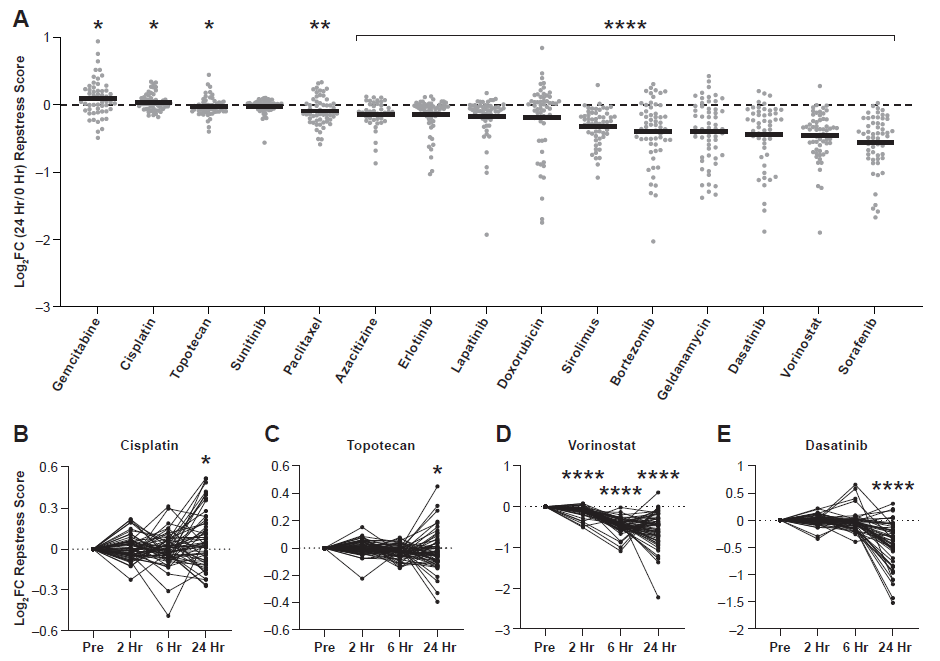 A
* * * ** ****
Log2FC (24 Hr/0 Hr) Repstress Score
1
0
–1
–2
–3
Gemcitabine
Cisplatin
Topotecan
Sunitinib
Paclitaxel
Azacitizine
Erlotinib
Lapatinib
Doxorubicin
Sirolimus
Bortezomib
Geldanamycin
Dasatinib
Vorinostat
Sorafenib
B
Cisplatin
*
Log2FC Repstress Score
0.6
0.3
0
–0.3
–0.6
Pre 2 Hr 6 Hr 24 Hr
C
Topotecan
*
0.6
0.4
0.2
0
–0.2
–0.4
–0.6
Pre 2 Hr 6 Hr 24 Hr
D
Vorinostat
**** **** ****
1
0
–1
–2
–3
Pre 2 Hr 6 Hr 24 Hr
E
Dasatinib
****
1
0.5
0
–0.5
–1
–1.5
–2
Pre 2 Hr 6 Hr 24 Hr